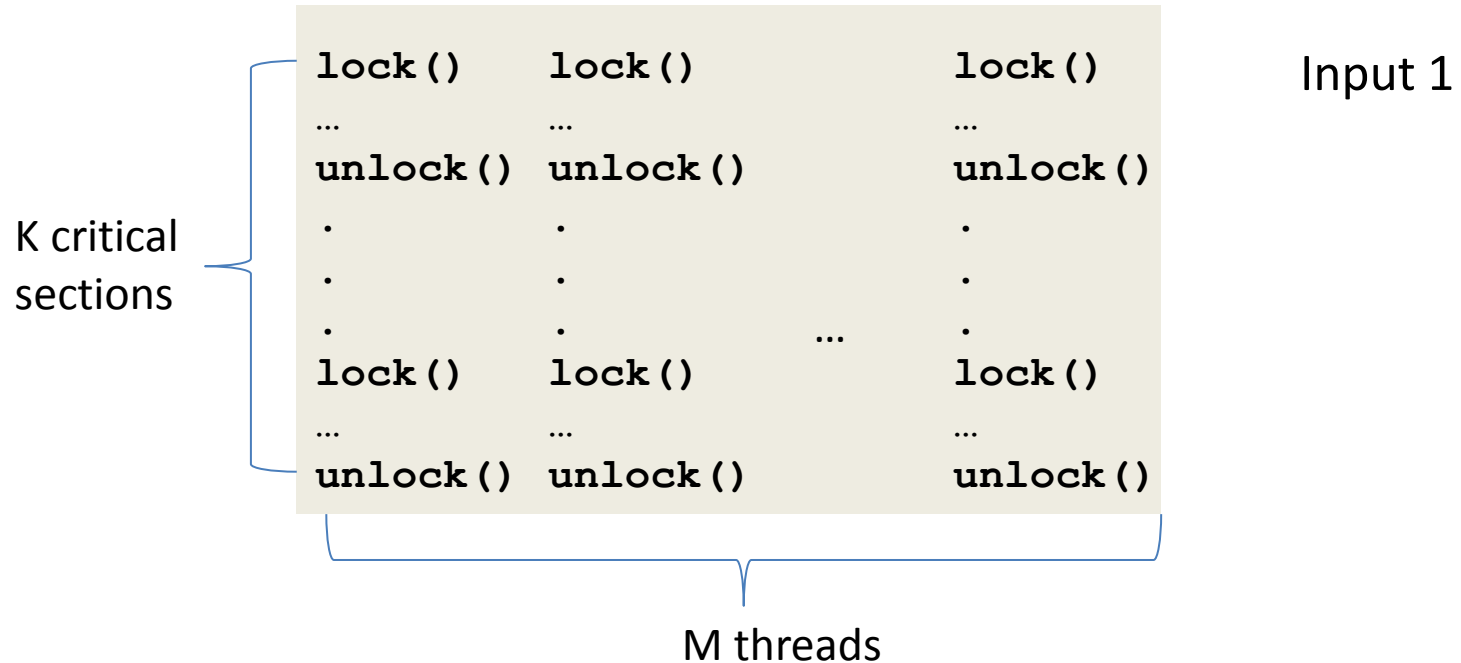 Input 1
lock() lock() lock()
… … …
unlock() unlock() unlock()
. . .
. . .
. . … .
lock() lock() lock()
… … …
unlock() unlock() unlock()
K critical
sections
M threads